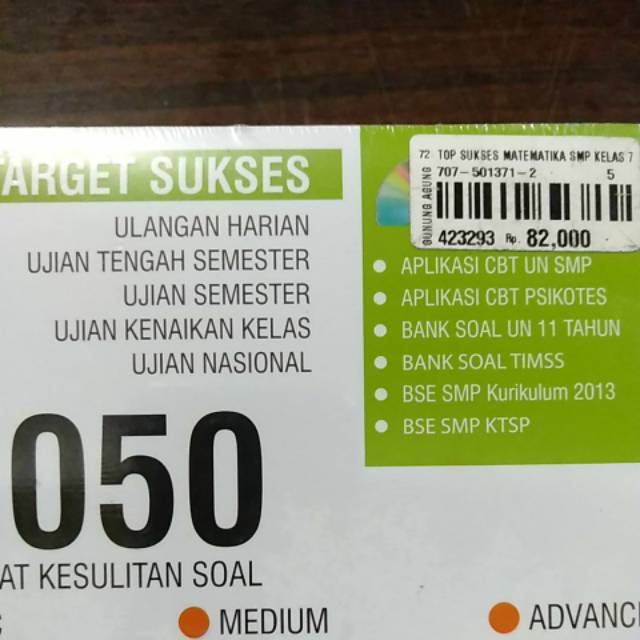 TARGET SUKSES
ULANGAN HARIAN
UJIAN TENGAH SEMESTER
UJIAN SEMESTER
UJIAN KENAIKAN KELAS
UJIAN NASIONAL
72 TOP SUKSES MATEMATIKA SMP KELAS 7
707-501371-2 5
GUNUNG AGUNG
423293 Rp. 82,000
• APLIKASI CBT UN SMP
• APLIKASI CBT PSIKOTES
• BANK SOAL UN 11 TAHUN
• BANK SOAL TIMSS
• BSE SMP Kurikulum 2013
• BSE SMP KTSP
050
AT KESULITAN SOAL
MEDIUM
ADVANC